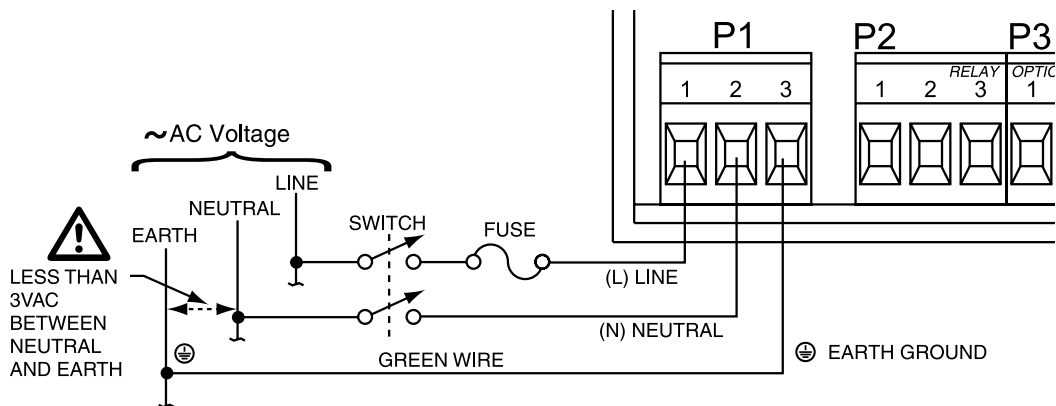 P1
P2
P3
RELAY
OPTIO
1 2 3
1 2 3
1
~AC Voltage
LINE
NEUTRAL
EARTH
SWITCH
FUSE
(L) LINE
LESS THAN
3VAC
BETWEEN
NEUTRAL
AND EARTH
(N) NEUTRAL
GREEN WIRE
EARTH GROUND